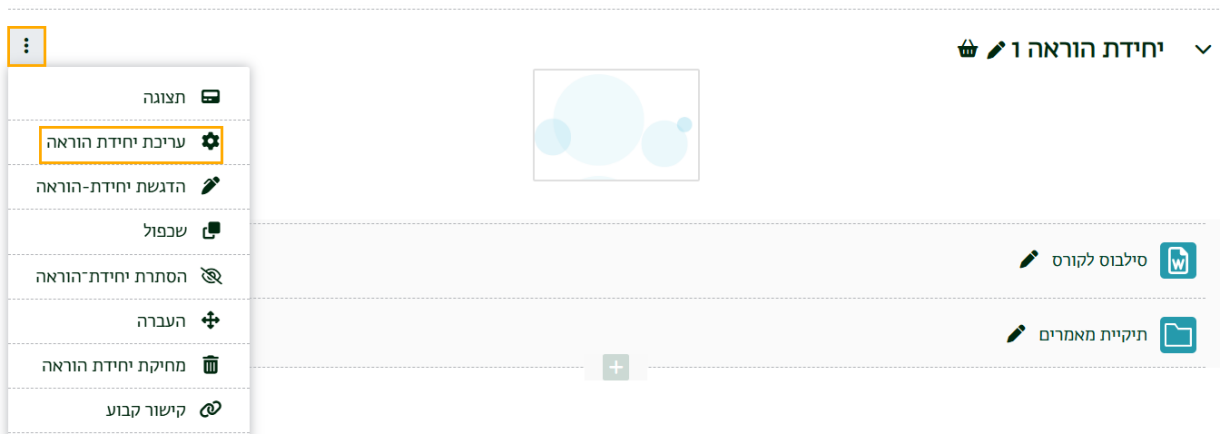 יחידת הוראה 1
תצוגה
עריכת יחידת הוראה
הדגשת יחידת-הוראה
שכפול
הסתרת יחידת־הוראה
העברה
מחיקת יחידת הוראה
קישור קבוע
סילבוס לקורס
תיקיית מאמרים